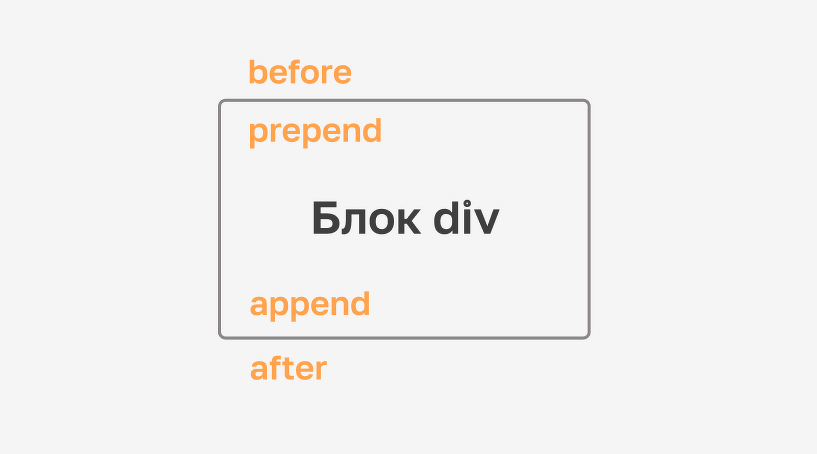 before
prepend
Блок div
append
after